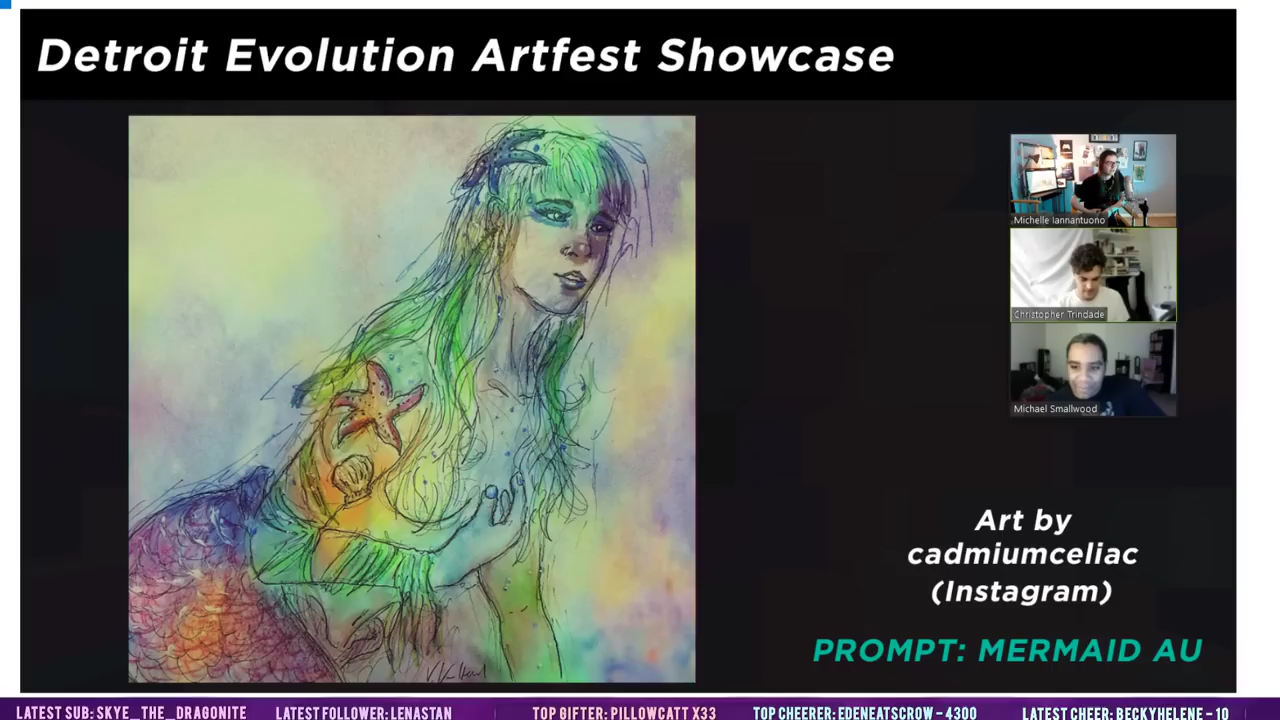 Detroit Evolution Artfest Showcase
Michelle Iannantuono
Christopher Trindade
Michael Smallwood
Art by
cadmiumceliac
(Instagram)
PROMPT: MERMAID AU
LATEST SUB: SKYE_THE_DRAGONITE LATEST FOLLOWER: LENASTAN TOP GIFTER: PILLOWCATT X33 TOP CHEERER: EDENEATSCROW - 4300 LATEST CHEER: BECKYHELENE - 10